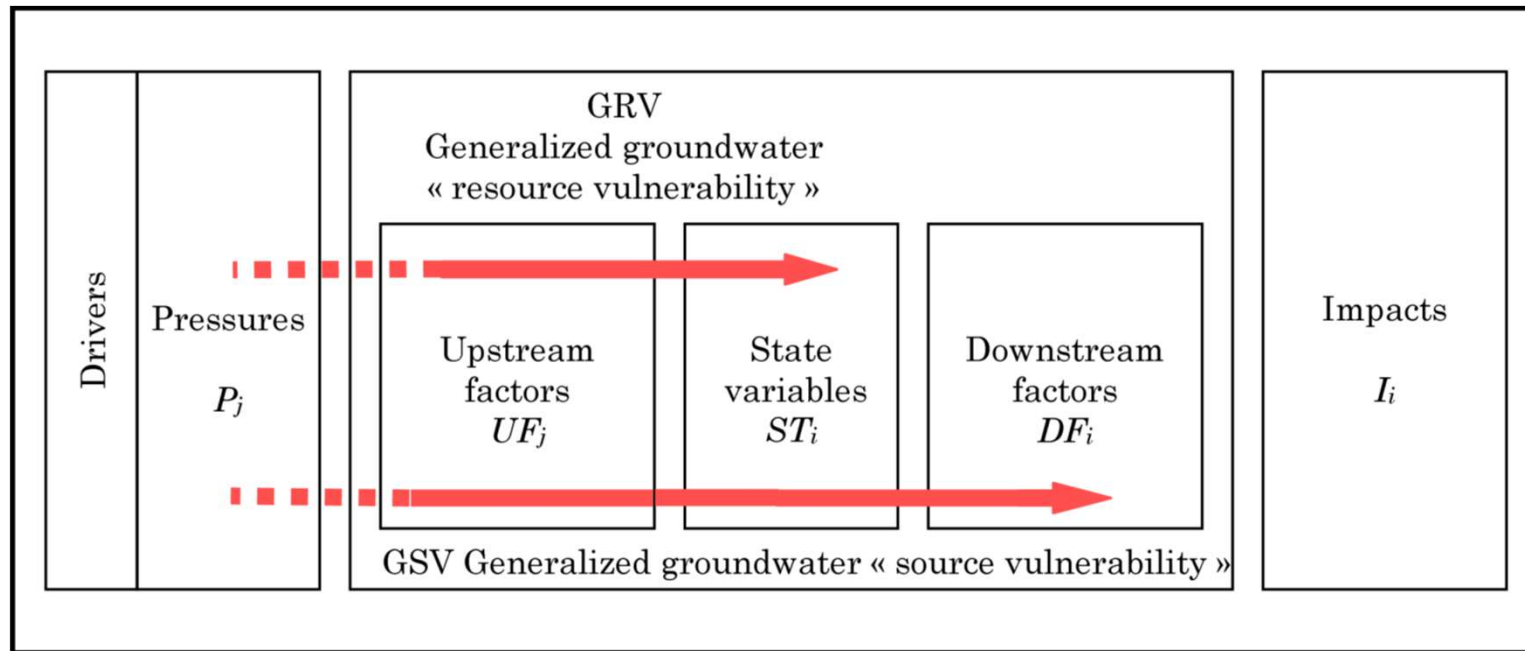 Drivers
Pressures
Pj
GRV
Generalized groundwater
« resource vulnerability »
Upstream
factors
UFj
State
variables
STi
Downstream
factors
DFi
GSV Generalized groundwater « source vulnerability »
Impacts
Ii